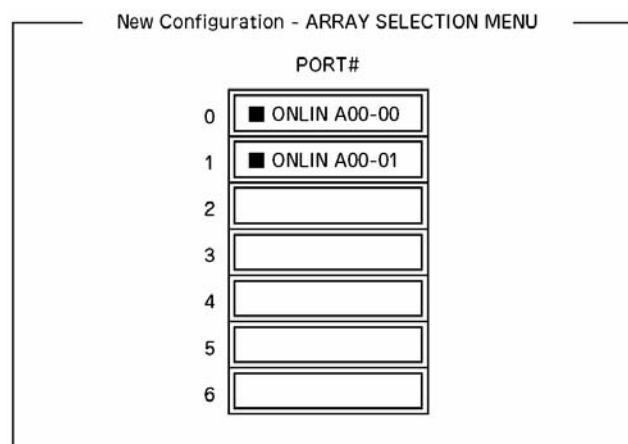 New Configuration - ARRAY SELECTION MENU
PORT#
0 ■ ONLIN A00-00
1 ■ ONLIN A00-01
2
3
4
5
6